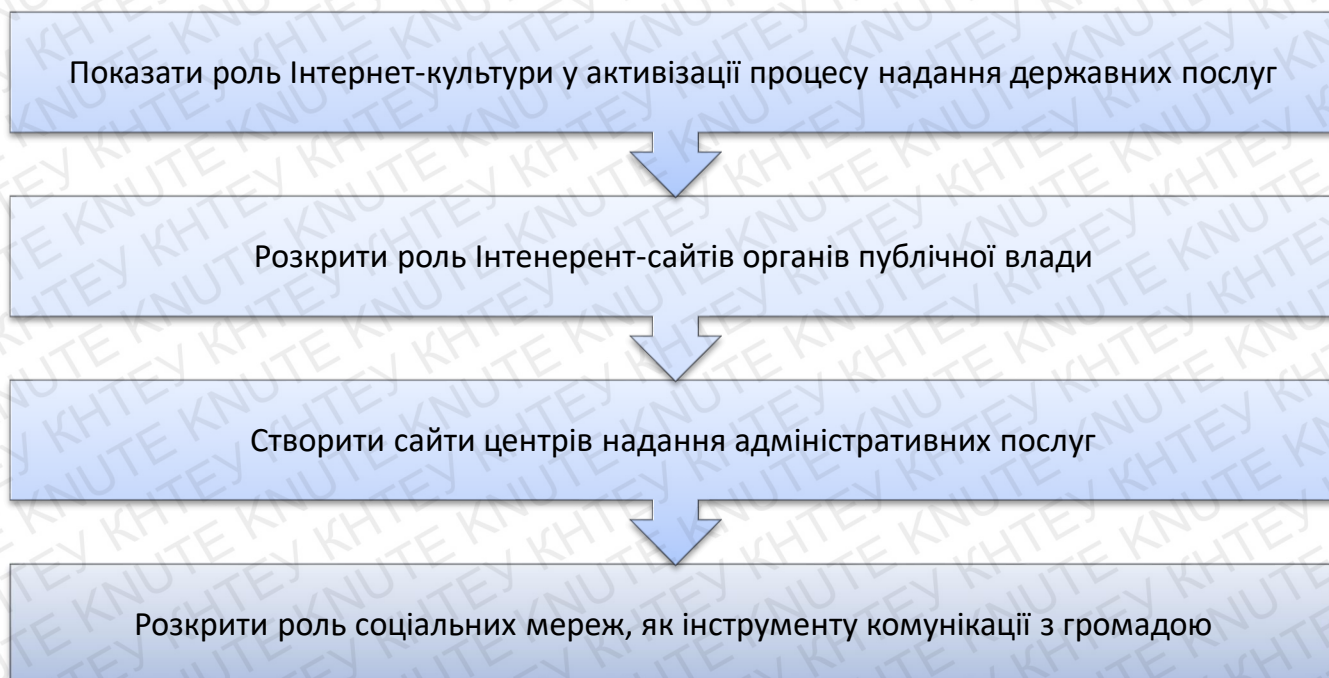 Показати роль Інтернет-культури у активізації процесу надання державних послуг
Розкрити роль Інтенерент-сайтів органів публічної влади
Створити сайти центрів надання адміністративних послуг
Розкрити роль соціальних мереж, як інструменту комунікації з громадою